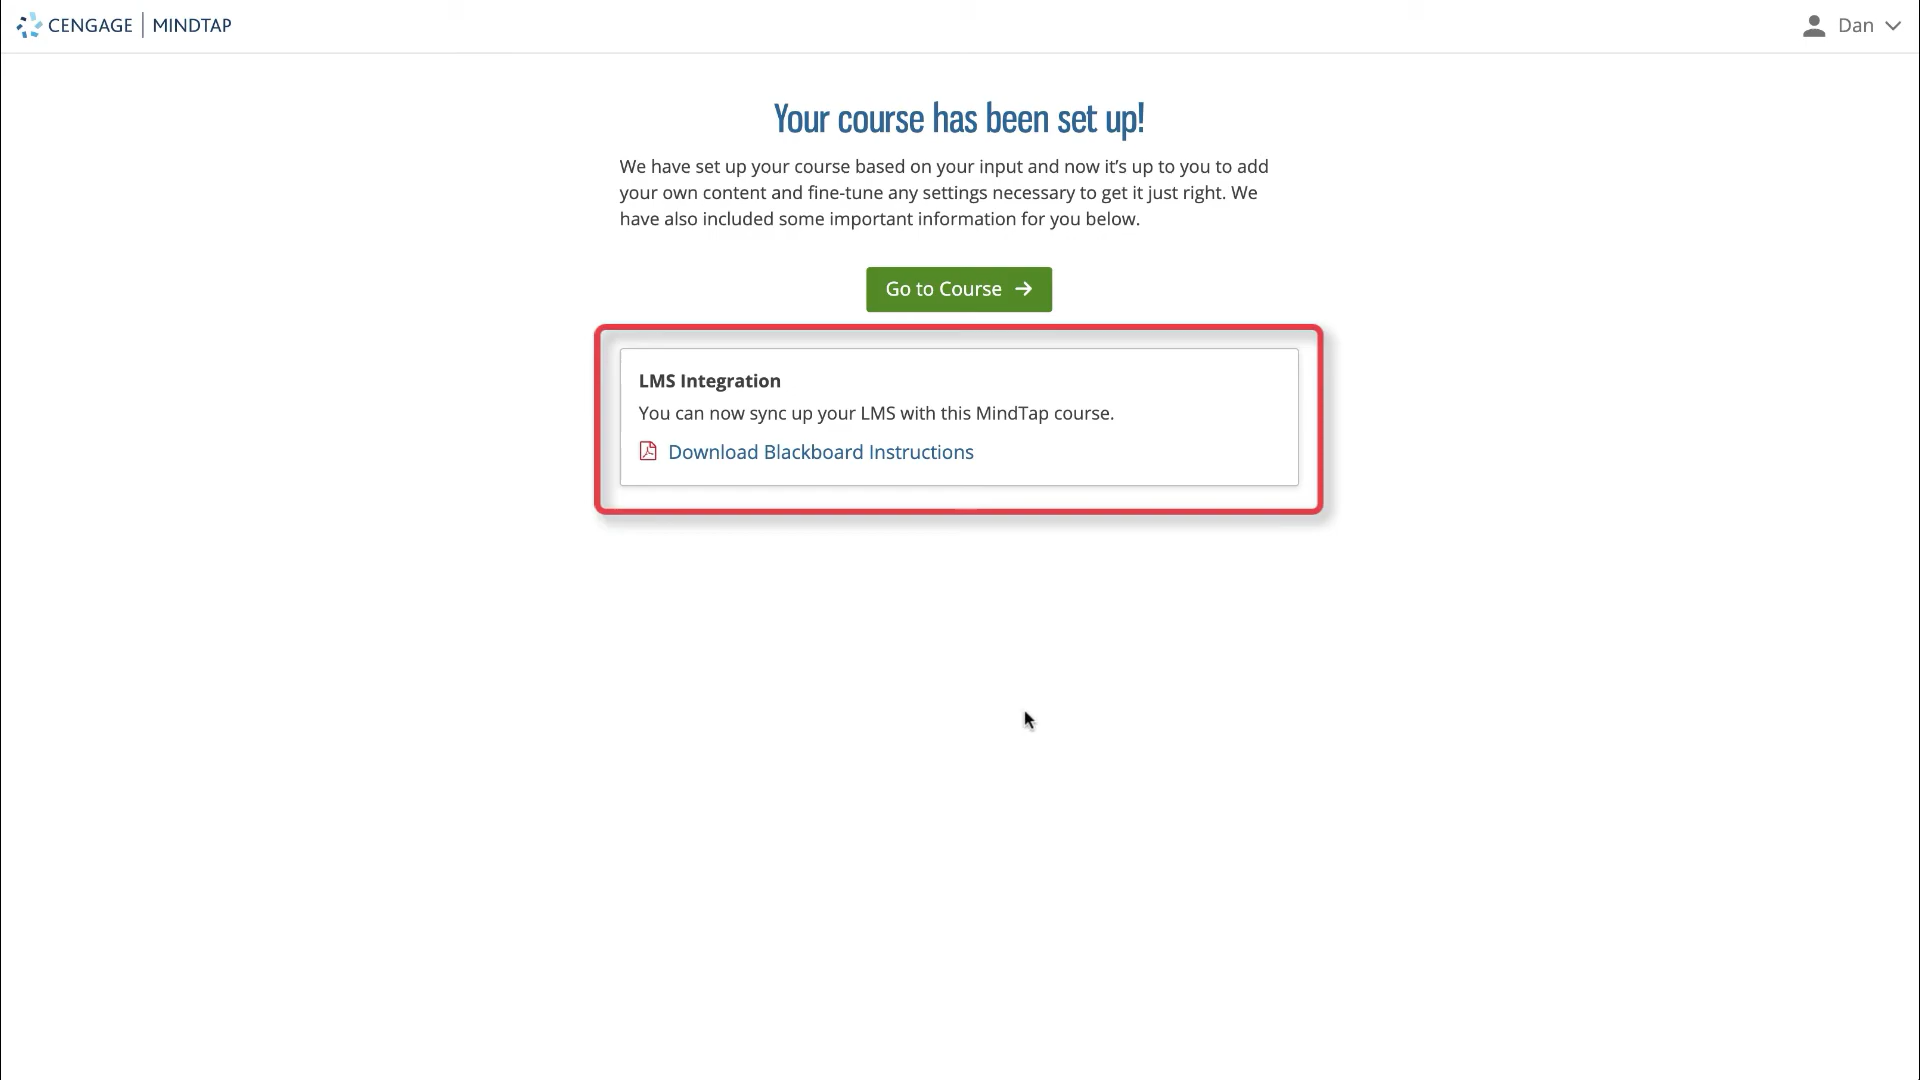 CENGAGE | MINDTAP
Dan
Your course has been set up!
We have set up your course based on your input and now it’s up to you to add
your own content and fine-tune any settings necessary to get it just right. We
have also included some important information for you below.
Go to Course
LMS Integration
You can now sync up your LMS with this MindTap course.
Download Blackboard Instructions